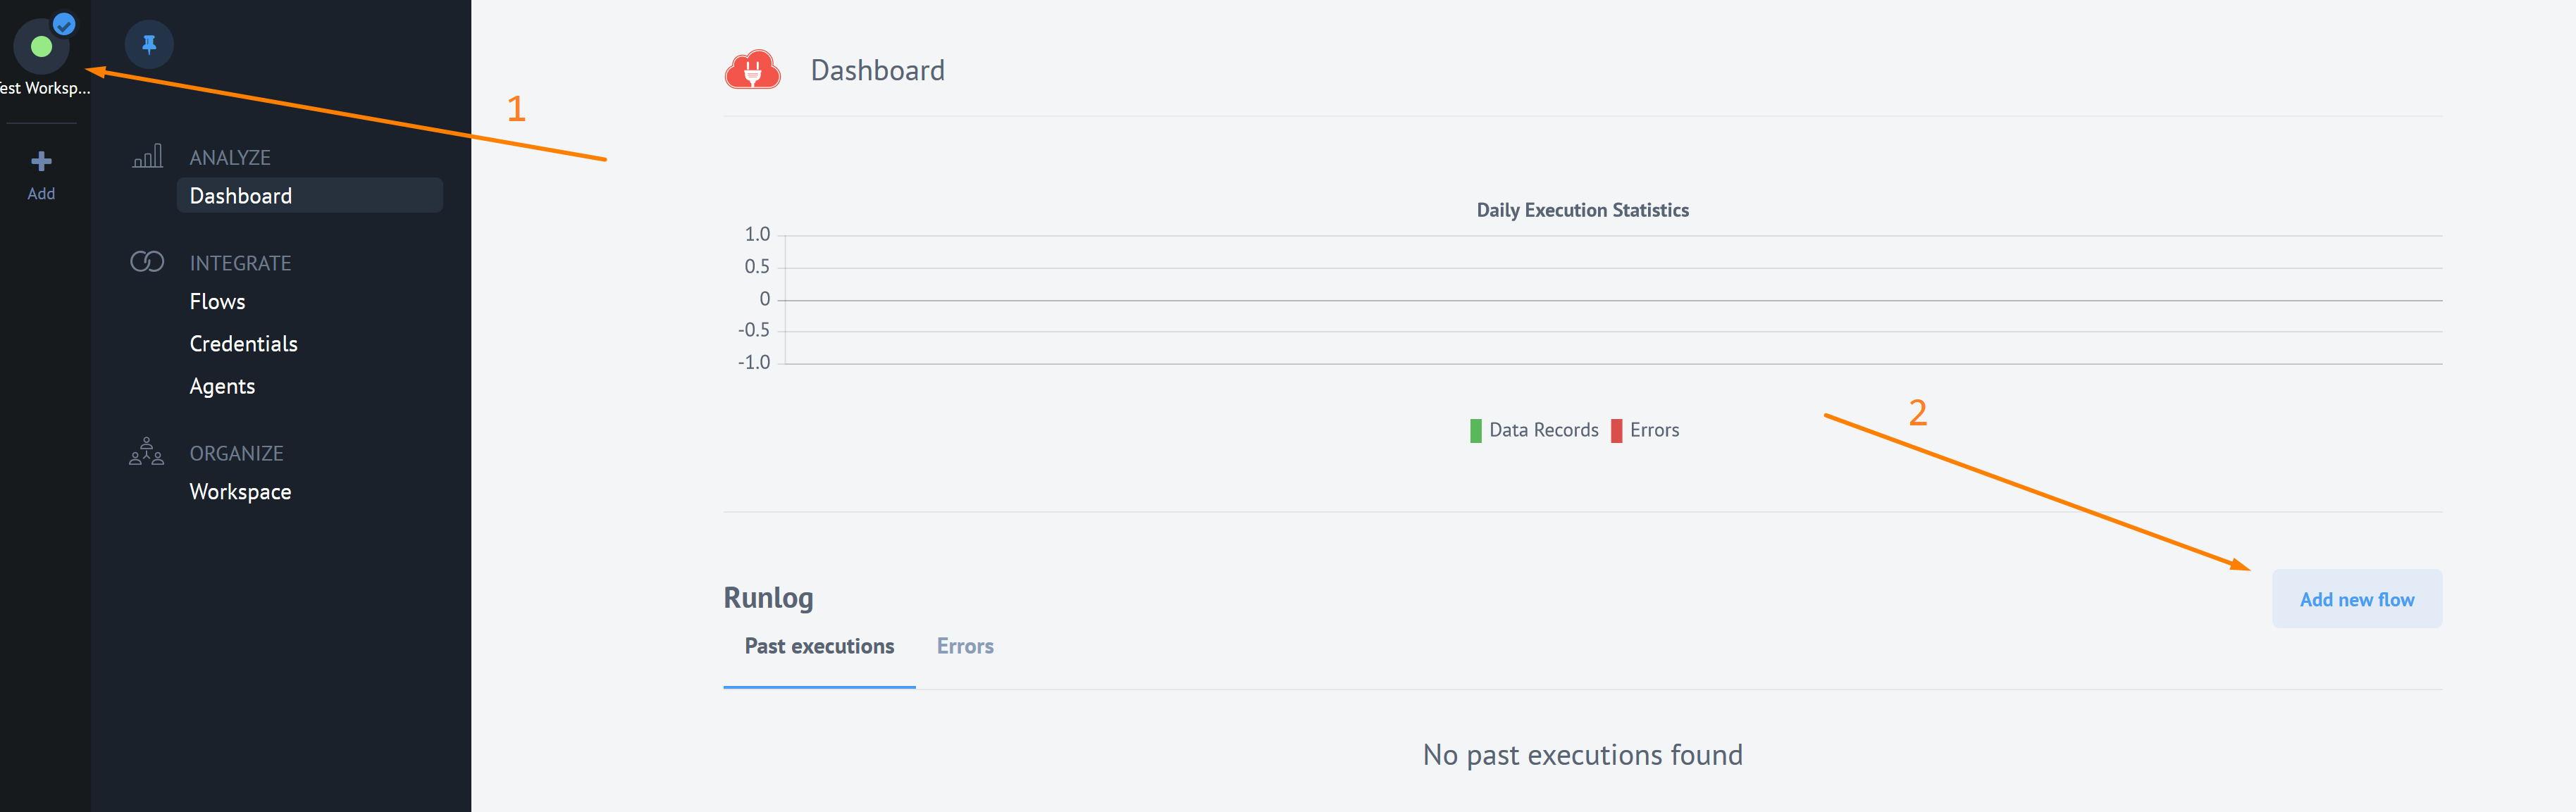 est Worksp...
Add
ANALYZE
Dashboard
INTEGRATE
Flows
Credentials
Agents
ORGANIZE
Workspace
1
Dashboard
Daily Execution Statistics
1.0
0.5
0
-0.5
-1.0
Data Records Errors
2
Runlog
Add new flow
Past executions Errors
No past executions found